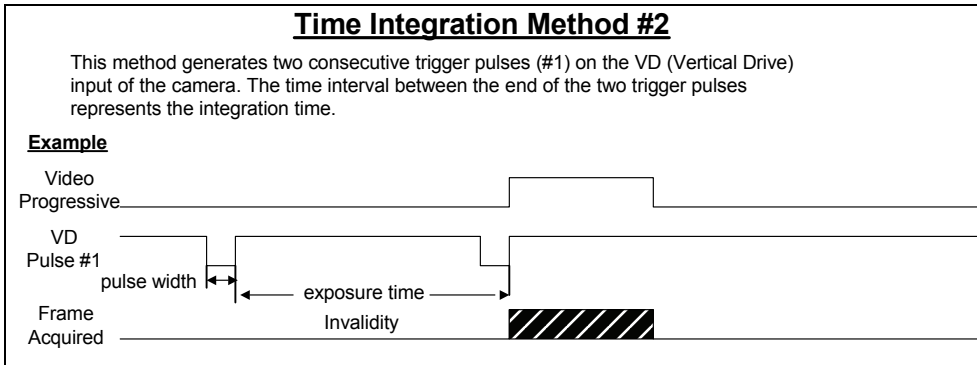 Time Integration Method #2
This method generates two consecutive trigger pulses (#1) on the VD (Vertical Drive)
input of the camera. The time interval between the end of the two trigger pulses
represents the integration time.
Example
Video
Progressive
VD
Pulse #1
pulse width
exposure time
Frame
Acquired
Invalidity